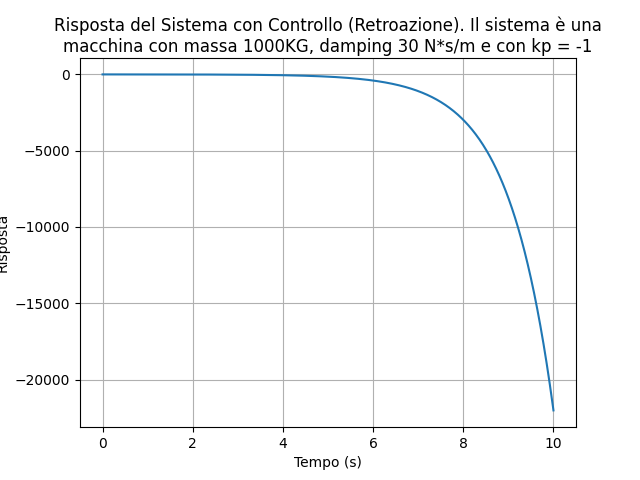 Risposta del Sistema con Controllo (Retroazione). Il sistema è una
macchina con massa 1000KG, damping 30 N*s/m e con kp = -1
0
−5000
−10000
−15000
−20000
Risposta
0 2 4 6 8 10
Tempo (s)